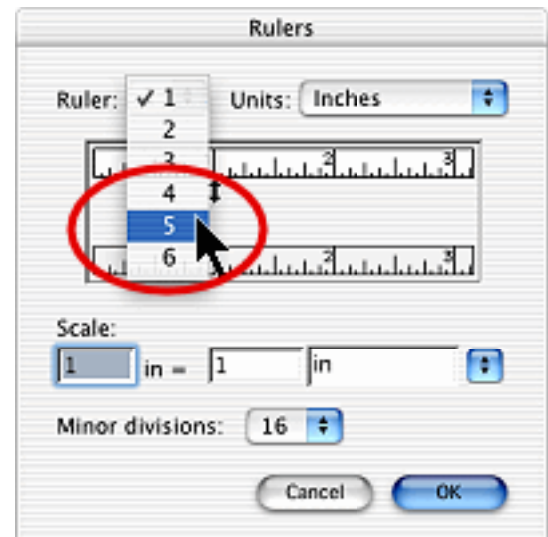 Rulers
Ruler: ✓ 1 Units: Inches
2
3 2 3
4
5
6 2 3
Scale:
1 in = 1 in
Minor divisions: 16
Cancel OK